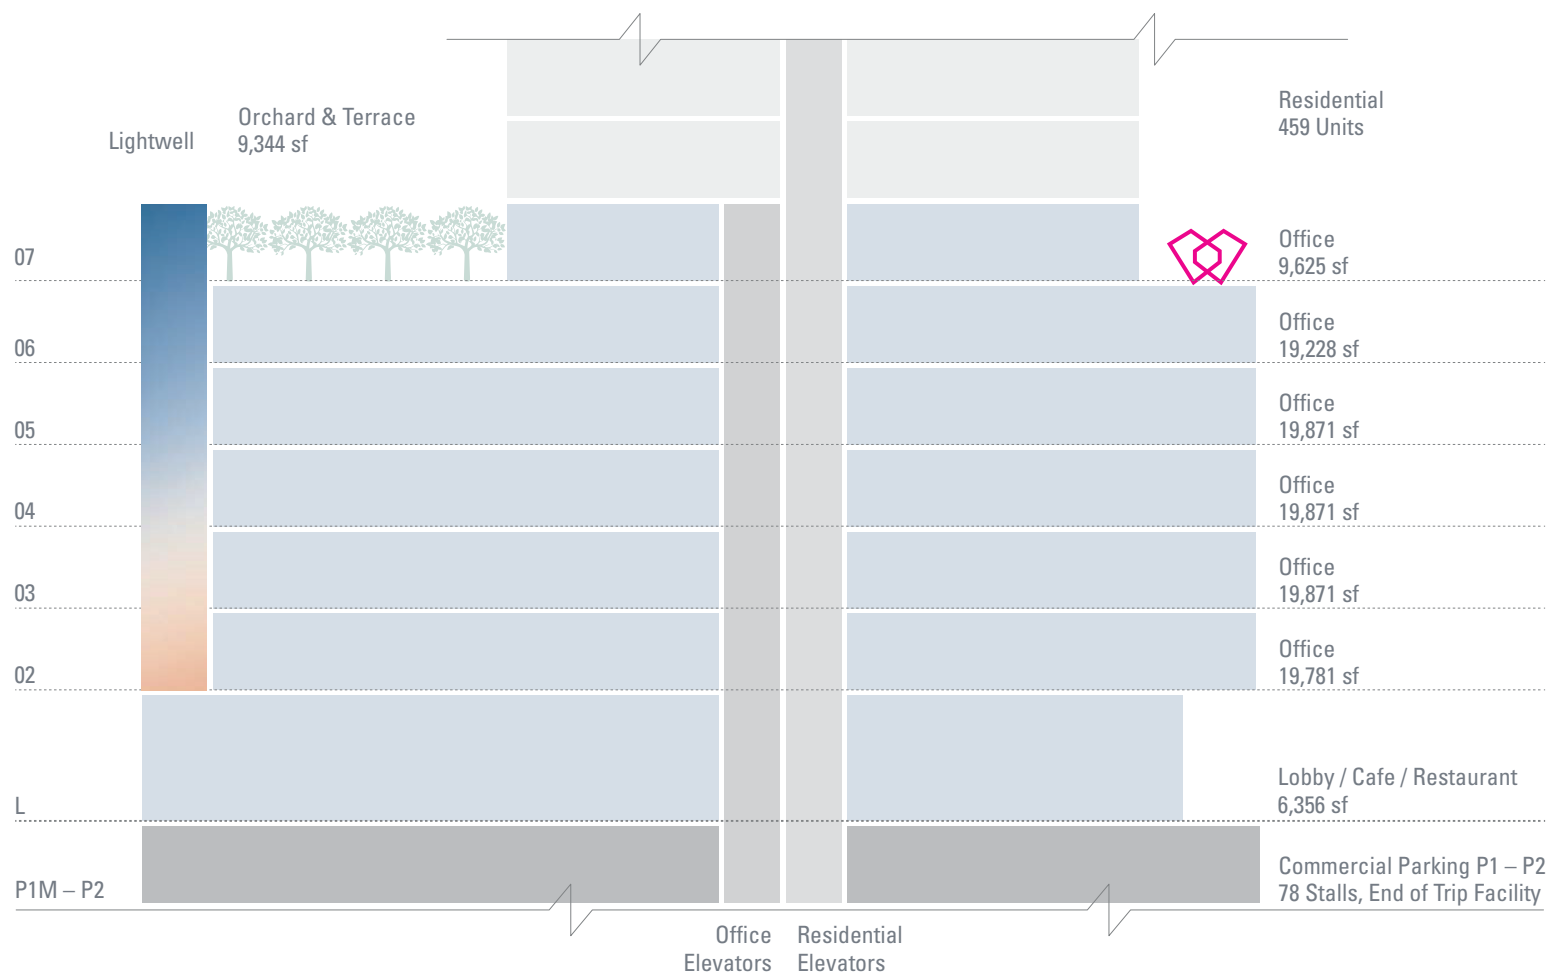 Lightwell
Orchard & Terrace
9,344 sf
Residential
459 Units
07
Office
9,625 sf
06
Office
19,228 sf
05
Office
19,871 sf
04
Office
19,871 sf
03
Office
19,871 sf
02
Office
19,781 sf
L
Lobby / Cafe / Restaurant
6,356 sf
P1M – P2
Commercial Parking P1 – P2
78 Stalls, End of Trip Facility
Office
Elevators
Residential
Elevators